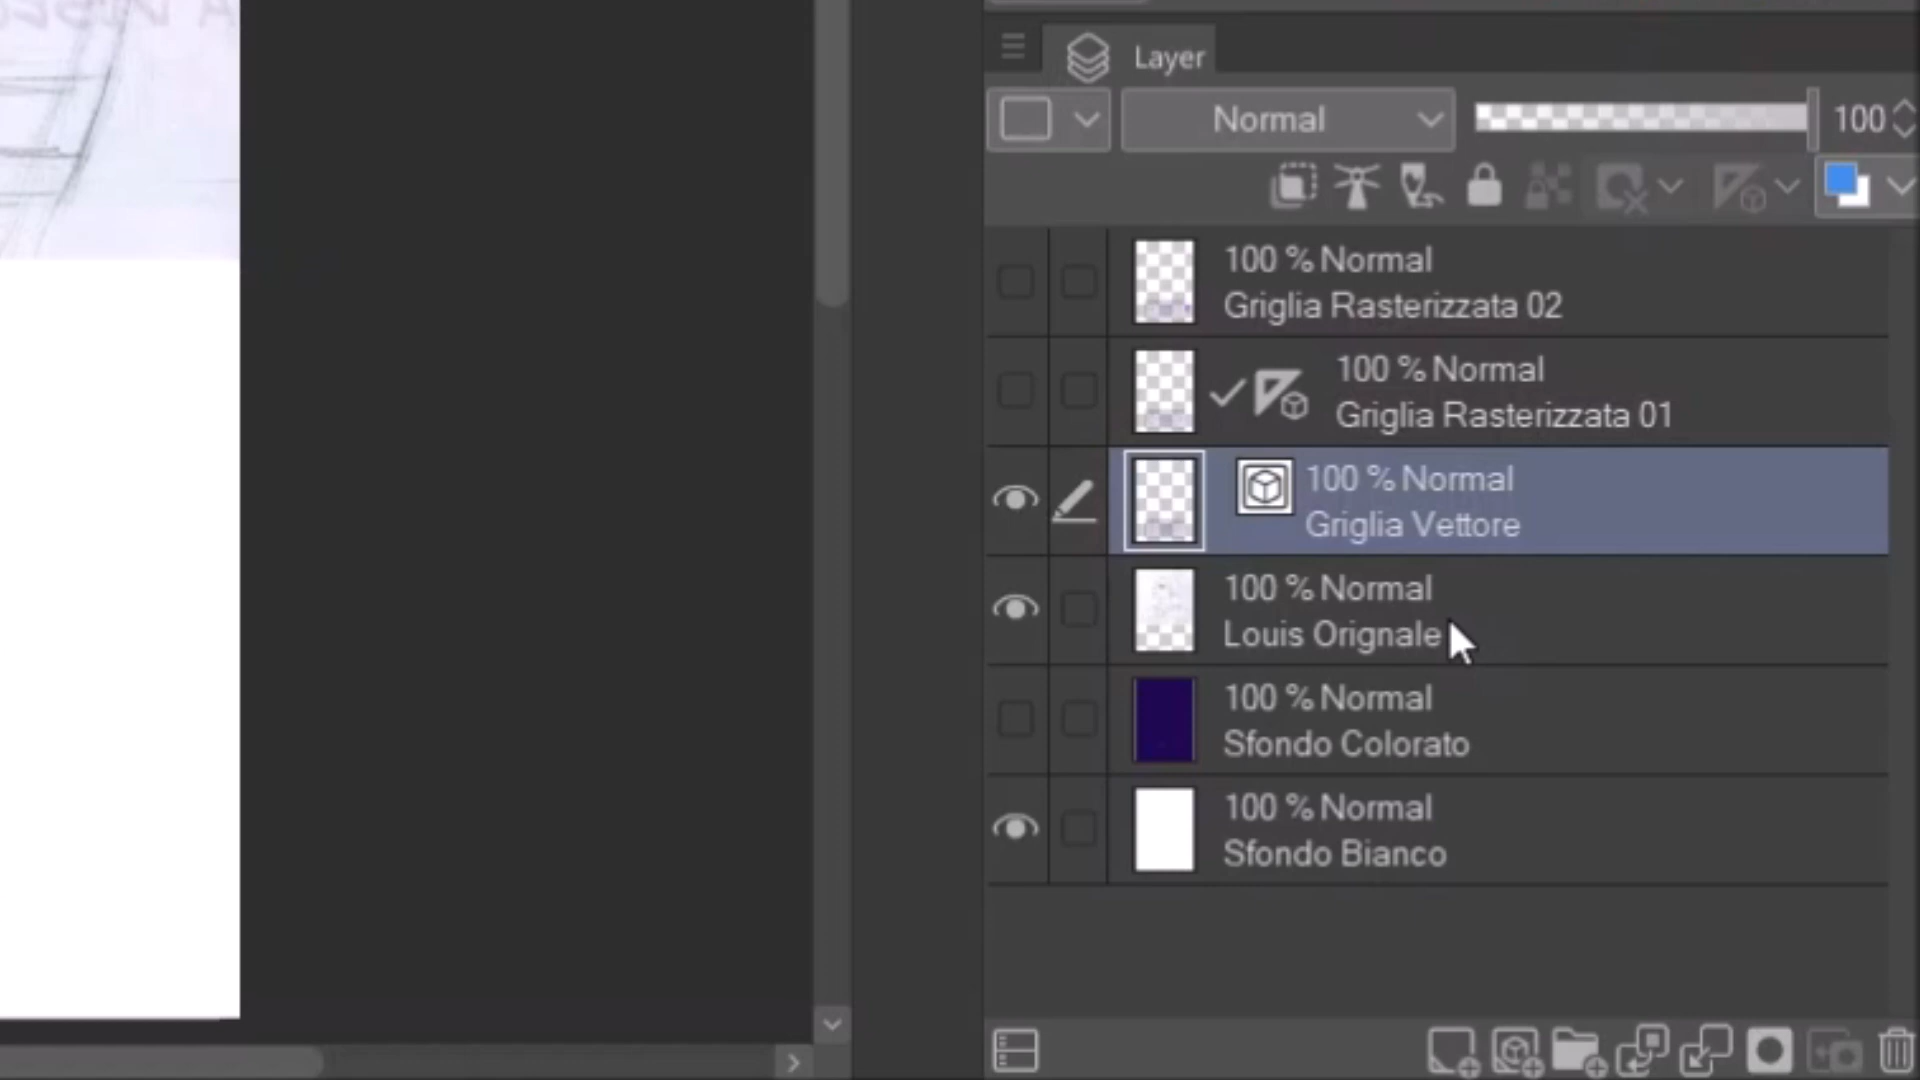 Layer
Normal
100
100 % Normal
Griglia Rasterizzata 02
100 % Normal
Griglia Rasterizzata 01
100 % Normal
Griglia Vettore
100 % Normal
Louis Orignale
100 % Normal
Sfondo Colorato
100 % Normal
Sfondo Bianco